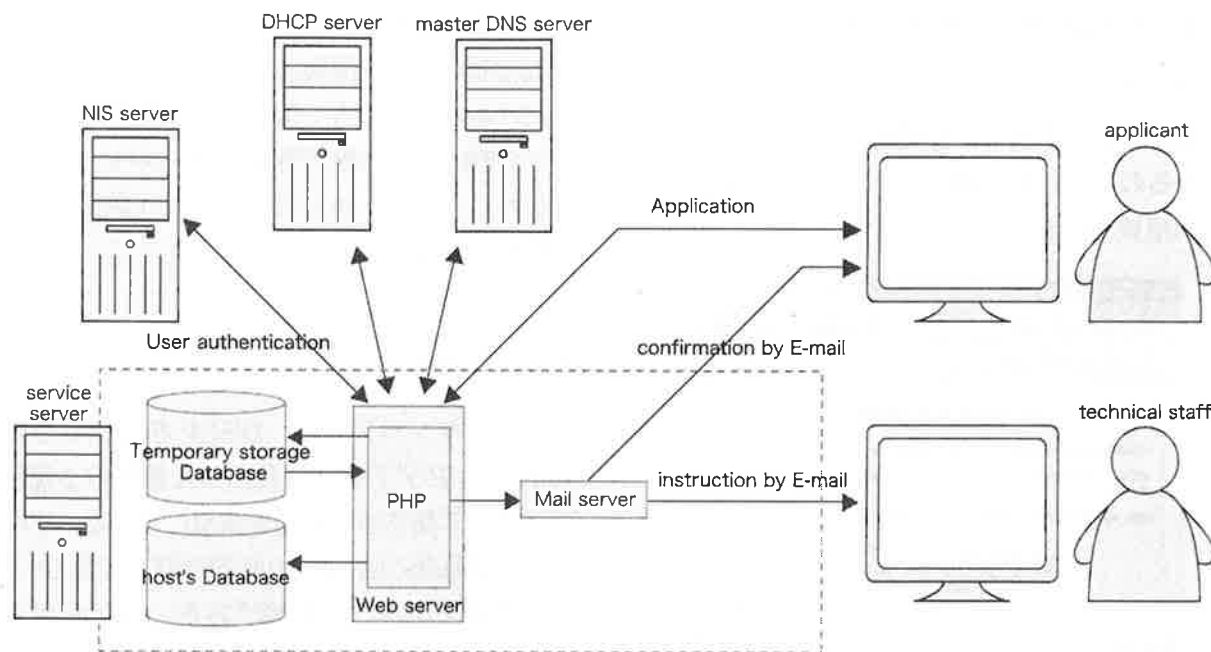 DHCP server
master DNS server
NIS server
applicant
Application
User authentication
confirmation by E-mail
service
server
technical staff
Temporary storage
Database
PHP
Mail server
instruction by E-mail
host's Database
Web server